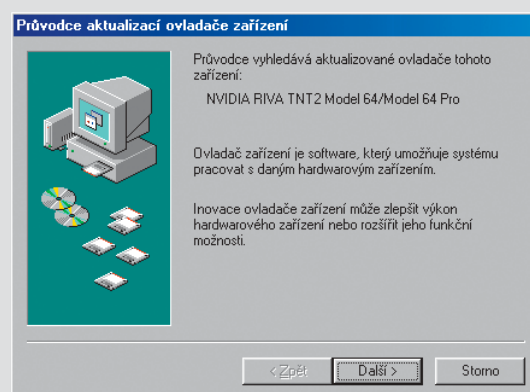 Průvodce aktualizací ovladače zařízení
Průvodce vyhledává aktualizované ovladače tohoto
zařízení:
NVIDIA RIVA TNT2 Model 64/Model 64 Pro
Ovladač zařízení je software, který umožňuje systému
pracovat s daným hardwarovým zařízením.
Inovace ovladače zařízení může zlepšit výkon
hardwarového zařízení nebo rozšířit jeho funkční
možnosti.
< Zpět Další > Storno